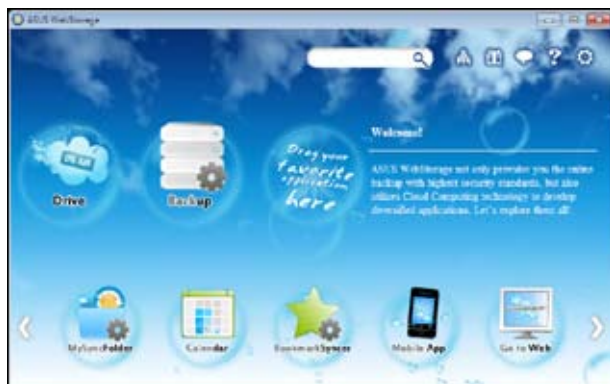 ASUS WebStorage
Drive
Backup
Drag your
favorite
application
here
Welcome!
ASUS WebStorage not only provides you the online
backup with highest security standards, but also
utilizes Cloud Computing technology to develop
diversified applications. Let's explore them all!
MySyncFolder
Calendar
BookmarkSyncer
Mobile App
Go to Web